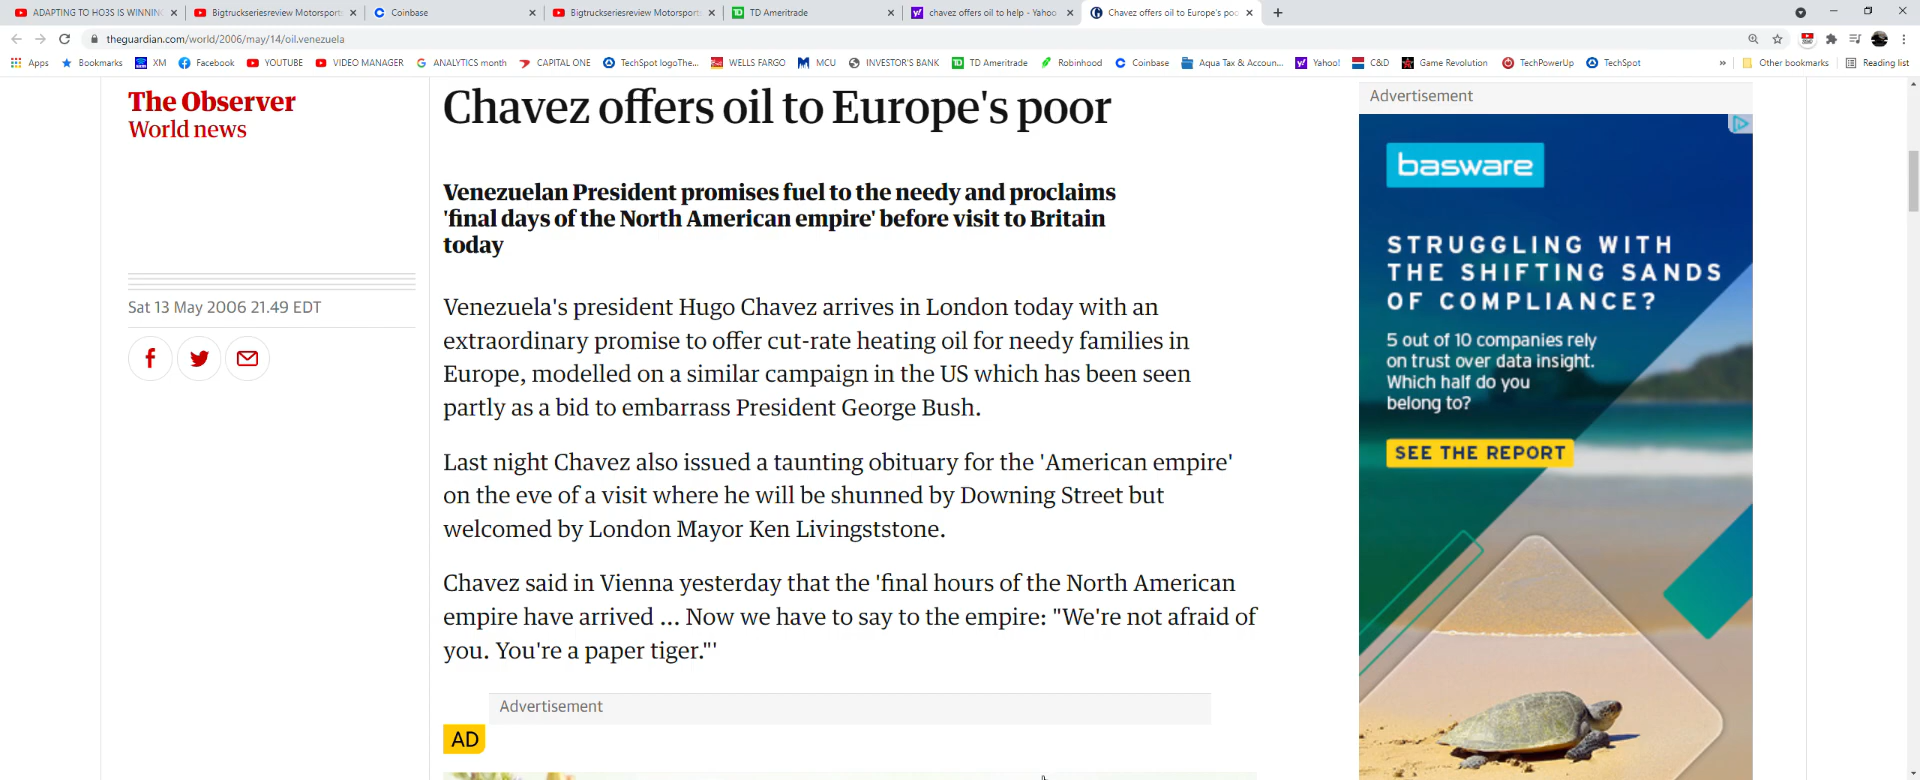 ADAPTING TO HO3S IS WINNIN
Bigtruckseriesreview Motorsport
Coinbase
Bigtruckseriesreview Motorsport
TD Ameritrade
chavez offers oil to help - Yahoo
Chavez offers oil to Europe's poo
theguardian.com/world/2006/may/14/oil.venezuela
Apps Bookmarks XM Facebook YOUTUBE VIDEO MANAGER ANALYTICS month CAPITAL ONE TechSpot logoThe... WELLS FARGO MCU INVESTOR'S BANK TD Ameritrade Robinhood Coinbase Aqua Tax & Accoun... Yahoo! C&D Game Revolution TechPowerUp TechSpot » Other bookmarks Reading list
The Observer
World news
Sat 13 May 2006 21.49 EDT
Chavez offers oil to Europe's poor
Venezuelan President promises fuel to the needy and proclaims
'final days of the North American empire' before visit to Britain
today
Venezuela's president Hugo Chavez arrives in London today with an
extraordinary promise to offer cut-rate heating oil for needy families in
Europe, modelled on a similar campaign in the US which has been seen
partly as a bid to embarrass President George Bush.
Last night Chavez also issued a taunting obituary for the 'American empire'
on the eve of a visit where he will be shunned by Downing Street but
welcomed by London Mayor Ken Livingststone.
Chavez said in Vienna yesterday that the 'final hours of the North American
empire have arrived ... Now we have to say to the empire: "We're not afraid of
you. You're a paper tiger."'
Advertisement
AD
Advertisement
basware
STRUGGLING WITH
THE SHIFTING SANDS
OF COMPLIANCE?
5 out of 10 companies rely
on trust over data insight.
Which half do you
belong to?
SEE THE REPORT